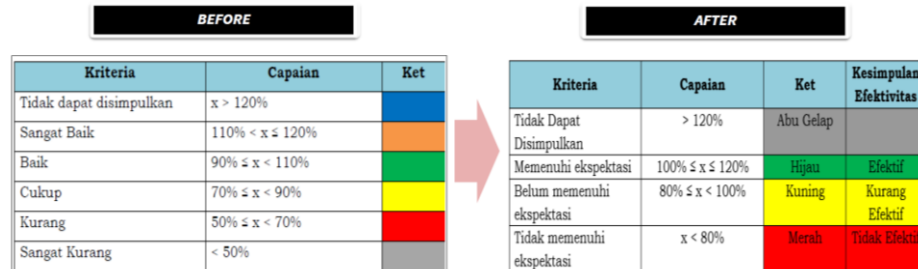 BEFORE
Kriteria Capaian Ket
Tidak dapat disimpulkan x > 120%
Sangat Baik 110% < x ≤ 120%
Baik 90% ≤ x < 110%
Cukup 70% ≤ x < 90%
Kurang 50% ≤ x < 70%
Sangat Kurang < 50%
AFTER
Kriteria Capaian Ket Kesimpulan
Efektivitas
Tidak Dapat > 120% Abu Gelap
Disimpulkan
Memenuhi ekspektasi 100% ≤ x ≤ 120% Hijau Efektif
Belum memenuhi 80% ≤ x < 100% Kuning Kurang
ekspektasi Efektif
Tidak memenuhi x < 80% Merah Tidak Efektif
ekspektasi